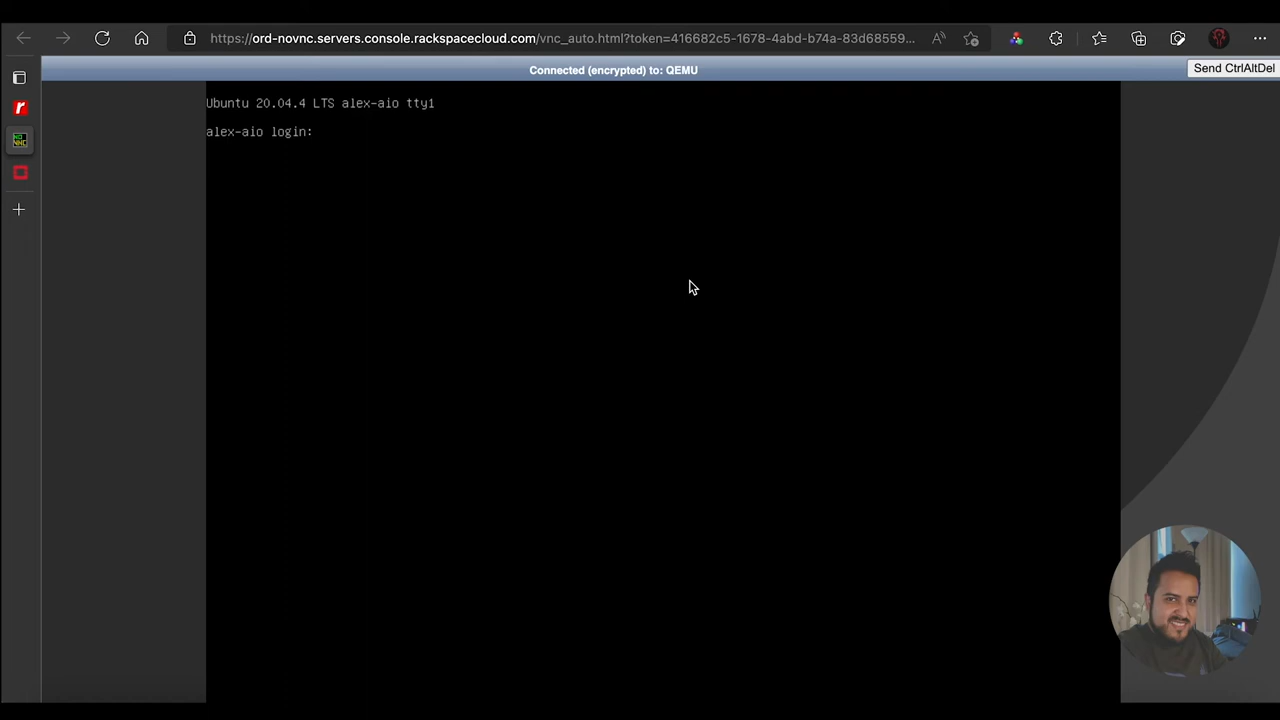 https://ord-novnc.servers.console.rackspacecloud.com/vnc_auto.html?token=416682c5-1678-4abd-b74a-83d68559...
Connected (encrypted) to: QEMU
Send CtrlAltDel
Ubuntu 20.04.4 LTS alex-aio tty1
alex-aio login: